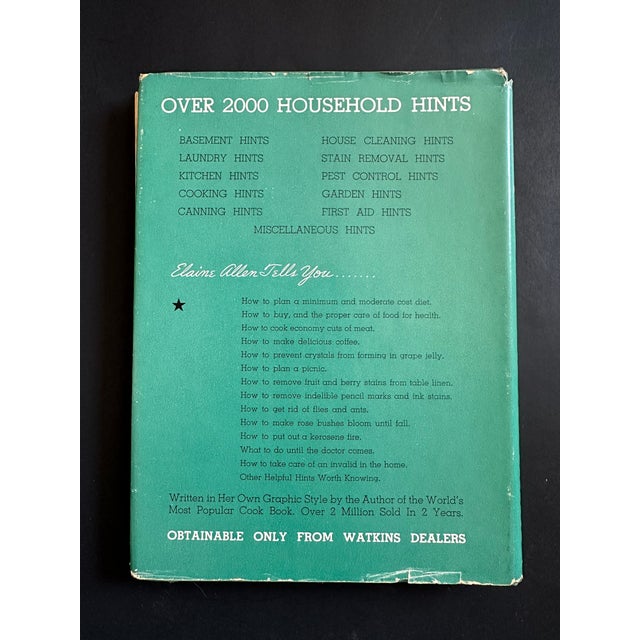 OVER 2000 HOUSEHOLD HINTS
BASEMENT HINTS HOUSE CLEANING HINTS
LAUNDRY HINTS STAIN REMOVAL HINTS
KITCHEN HINTS PEST CONTROL HINTS
COOKING HINTS GARDEN HINTS
CANNING HINTS FIRST AID HINTS
MISCELLANEOUS HINTS
Elaine Allen Tells You.......
How to plan a minimum and moderate cost diet.
How to buy, and the proper care of food for health.
How to cook economy cuts of meat.
How to make delicious coffee.
How to prevent crystals from forming in grape jelly.
How to plan a picnic.
How to remove fruit and berry stains from table linen.
How to remove indelible pencil marks and ink stains.
How to get rid of flies and ants.
How to make rose bushes bloom until fall.
How to put out a kerosene fire.
What to do until the doctor comes.
How to take care of an invalid in the home.
Other Helpful Hints Worth Knowing.
Written in Her Own Graphic Style by the Author of the World's
Most Popular Cook Book. Over 2 Million Sold In 2 Years.
OBTAINABLE ONLY FROM WATKINS DEALERS